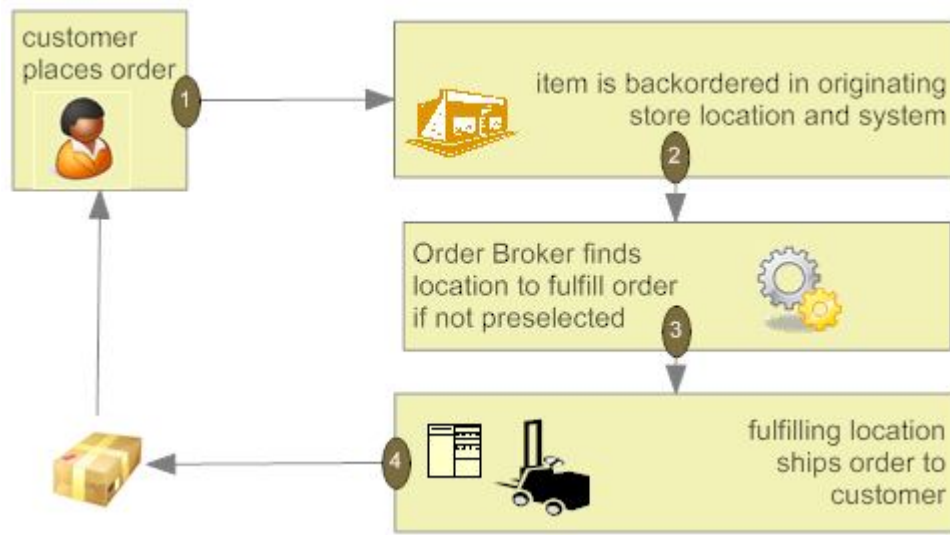 customer
places order
1
item is backordered in originating
store location and system
2
Order Broker finds
location to fulfill order
if not preselected
3
fulfilling location
ships order to
customer
4